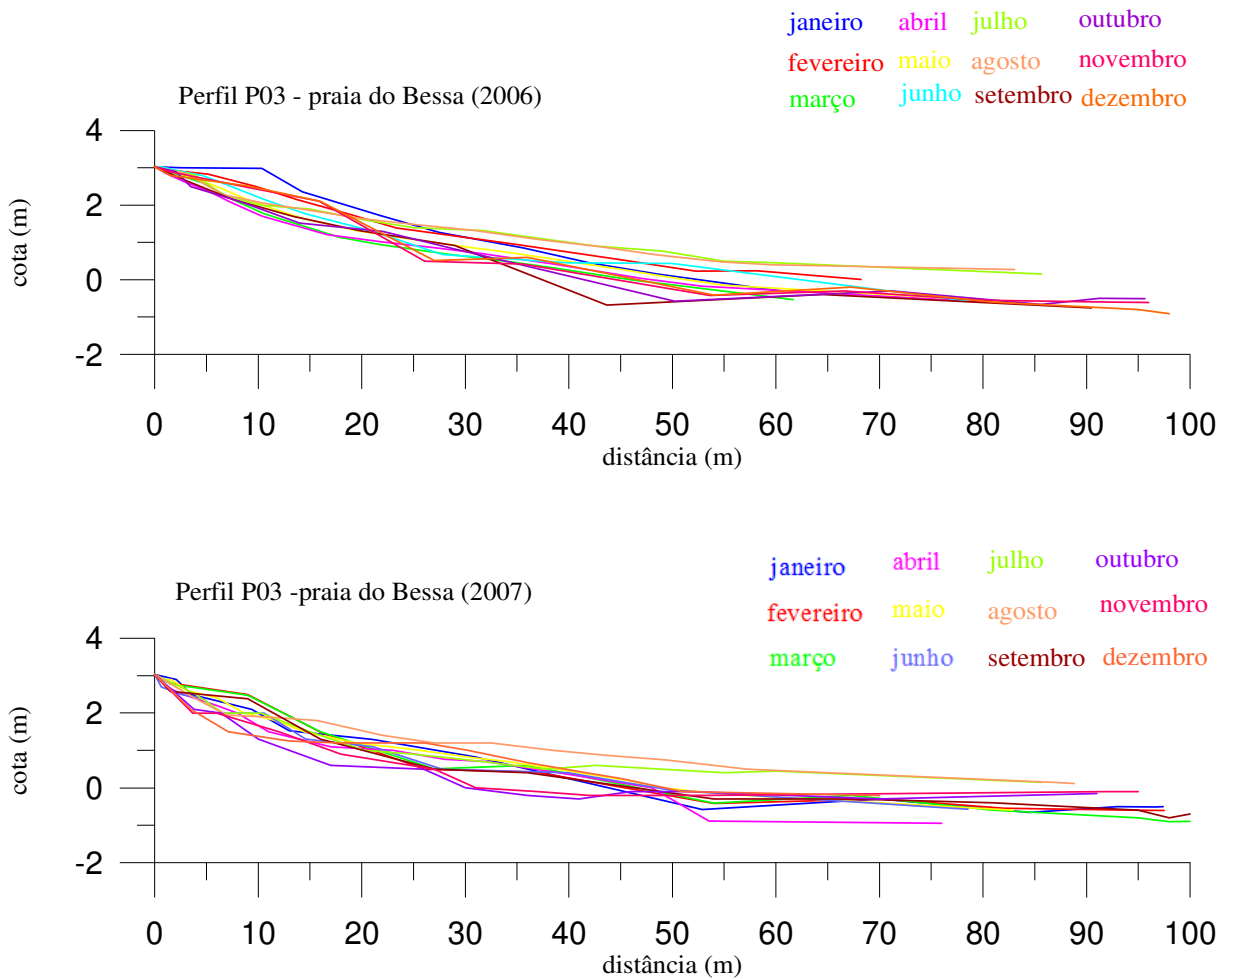 janeiro abril julho outubro
fevereiro maio agosto novembro
março junho setembro dezembro
Perfil P03 - praia do Bessa (2006)
4
2
0
-2
cota (m)
0 10 20 30 40 50 60 70 80 90 100
distância (m)
janeiro abril julho outubro
fevereiro maio agosto novembro
março junho setembro dezembro
Perfil P03 -praia do Bessa (2007)
4
2
0
-2
cota (m)
0 10 20 30 40 50 60 70 80 90 100
distância (m)